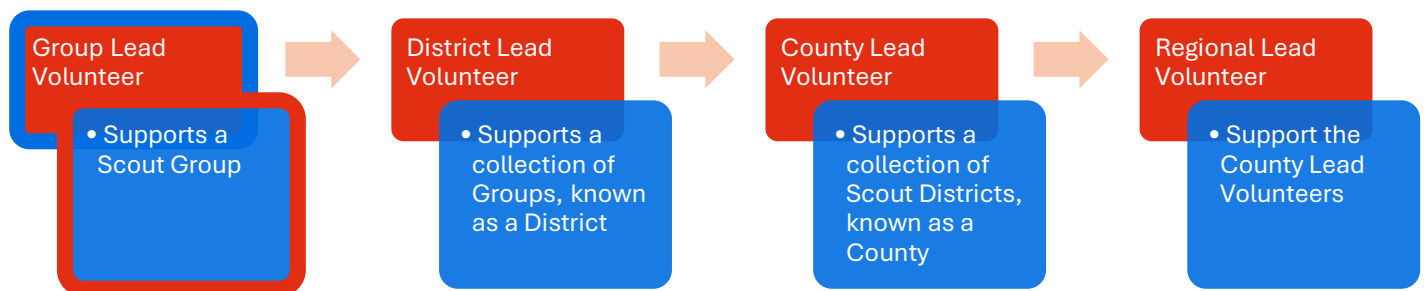 Group Lead
Volunteer
• Supports a
Scout Group
District Lead
Volunteer
• Supports a
collection of
Groups, known
as a District
County Lead
Volunteer
• Supports a
collection of
Scout Districts,
known as a
County
Regional Lead
Volunteer
• Support the
County Lead
Volunteers